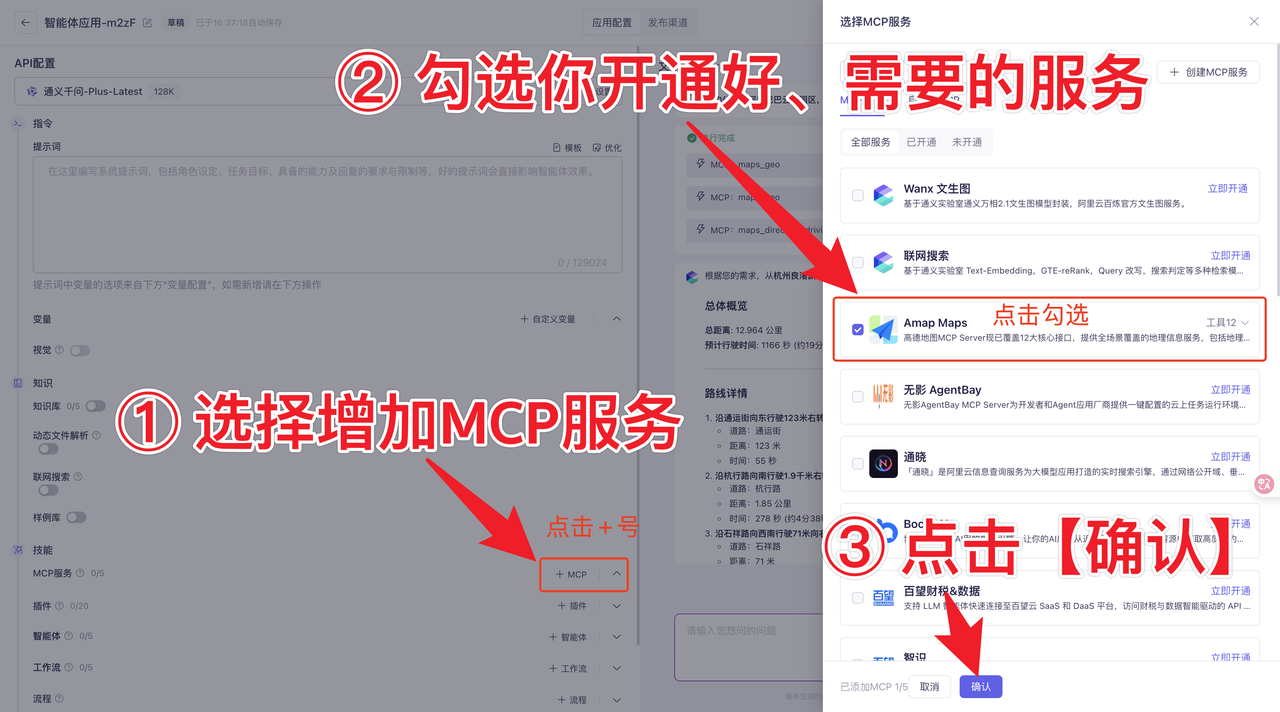 智能体应用-m2zF
草稿
已于16:37:18自动保存
应用配置
发布渠道
API配置
通义千问-Plus-Latest
128K
指令
提示词
模板
优化
在这里编写系统提示词，包括角色设定、任务目标、具备的能力及回复的要求与限制等，好的提示词会直接影响智能体效果。
0 / 129024
提示词中变量的选项来自下方"变量配置"，如需新增请在下方操作
变量
自定义变量
视觉
知识
知识库
0/5
动态文件解析
联网搜索
样例库
技能
MCP服务
0/5
点击＋号
MCP
插件
0/20
插件
智能体
0/5
智能体
工作流
0/5
工作流
流程
流程
① 选择增加MCP服务
② 勾选你开通好、需要的服务
行完成
maps_geo
MCP：
MCP：maps_dire
根据您的需求，从杭州良
总体概览
总距离: 12.964 公里
预计行驶时间: 1166 秒 (约19分
路线详情
1. 沿通运街向东行驶123米右转
道路：通运街
距离：123 米
时间：55 秒
2. 沿杭行路向南行驶1.9千米右
道路：杭行路
距离：1.85 公里
时间：278 秒 (约4分38
3. 沿石祥路向西南行驶71米向右
道路：石祥路
距离：71 米
请输入您想问的问题
选择MCP服务
创建MCP服务
全部服务
已开通
未开通
Wanx 文生图
立即开通
基于通义实验室通义万相2.1文生图模型封装，阿里云百炼官方文生图服务。
联网搜索
立即开通
基于通义实验室 Text-Embedding，GTE-reRank，Query 改写，搜索判定等多种检索模...
Amap Maps
点击勾选
工具12
高德地图MCP Server现已覆盖12大核心接口，提供全场景覆盖的地理信息服务，包括地理...
无影 AgentBay
立即开通
无影AgentBay MCP Server为开发者和Agent应用厂商提供一键配置的云上任务运行环境...
通晓
立即开通
「通晓」是阿里云信息查询服务为大模型应用打造的实时搜索引擎，通过网络公开域、垂...
③ 点击【确认】
百望财税&数据
立即开通
支持 LLM 智能体快速连接至百望云 SaaS 和 DaaS 平台，访问财税与数据智能驱动的 API ...
智识
立即开通
已添加MCP 1/5
取消
确认